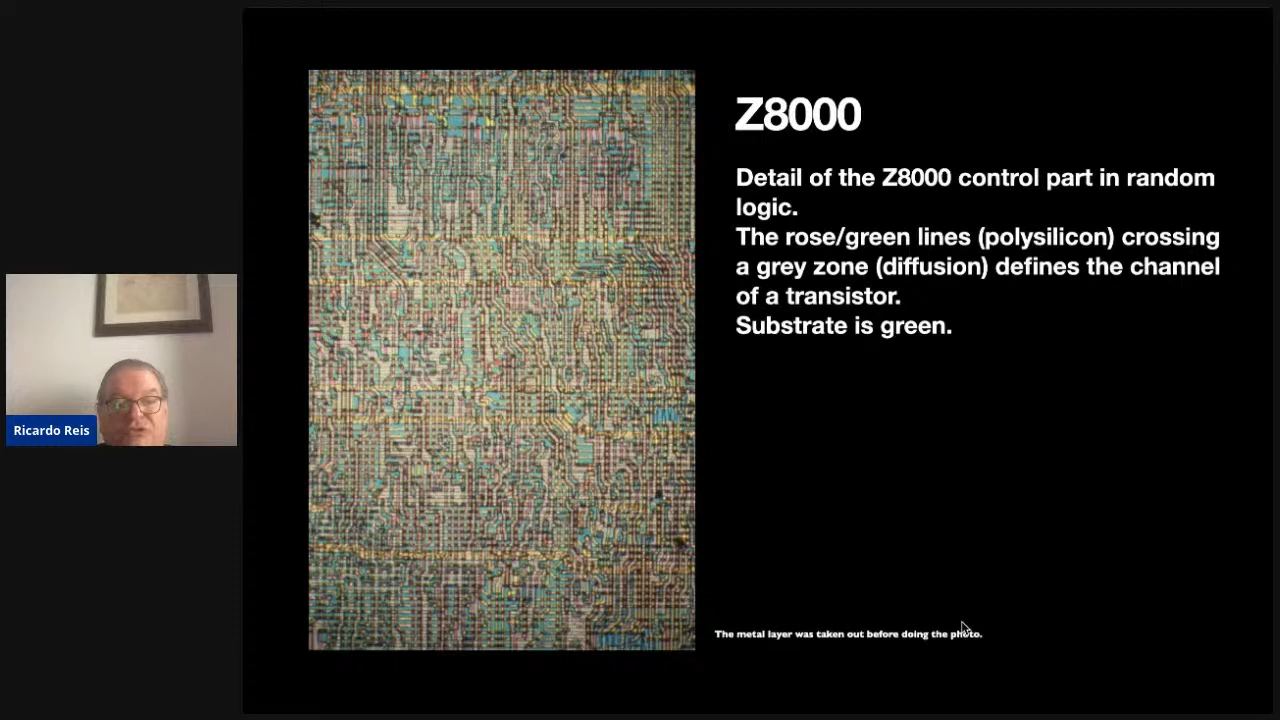 Z8000
Detail of the Z8000 control part in random
logic.
The rose/green lines (polysilicon) crossing
a grey zone (diffusion) defines the channel
of a transistor.
Substrate is green.
Ricardo Reis
The metal layer was taken out before doing the photo.